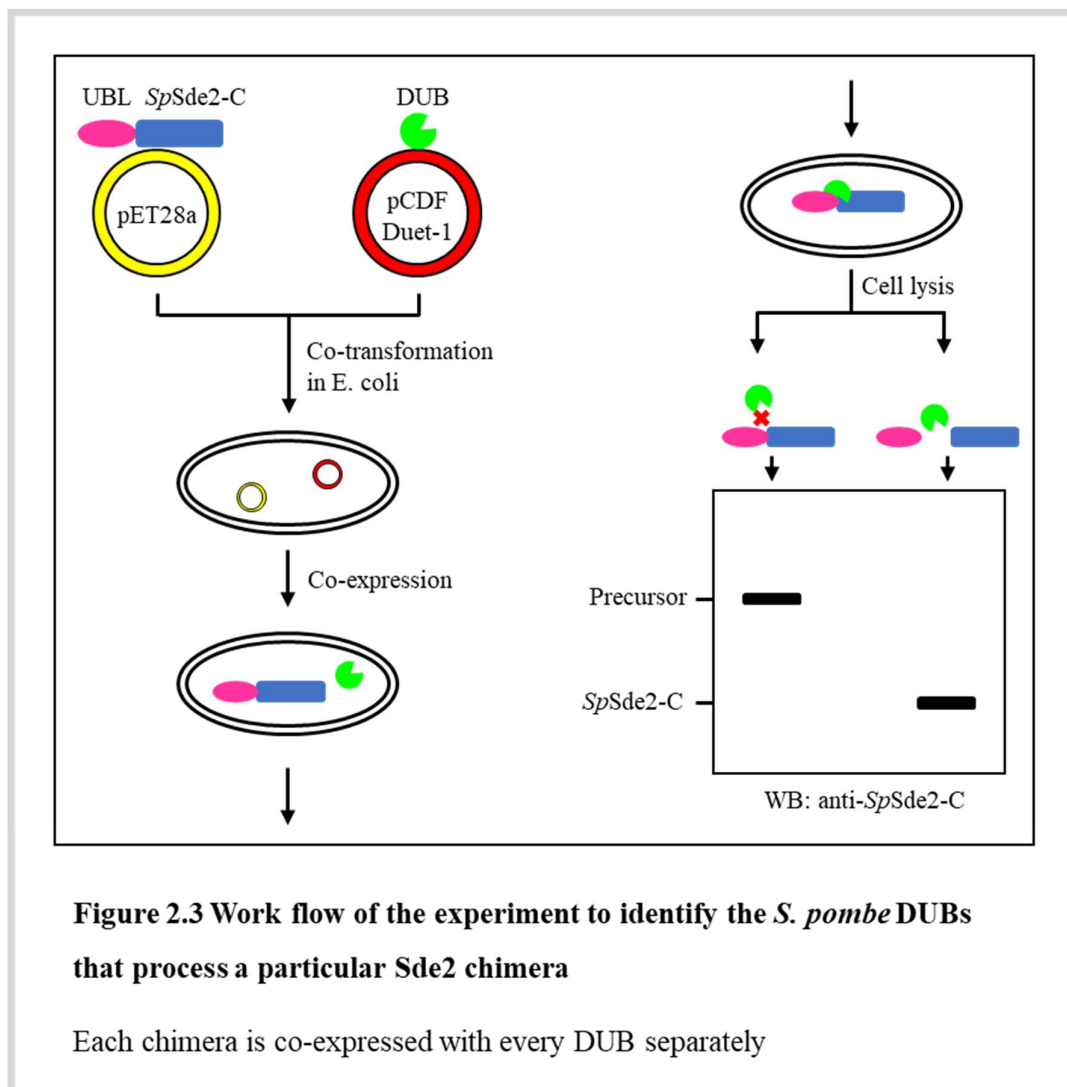 UBL SpSde2-C
DUB
pET28a
pCDF
Duet-1
Co-transformation
in E. coli
Co-expression
Cell lysis
Precursor
SpSde2-C
WB: anti-SpSde2-C
Figure 2.3 Work flow of the experiment to identify the S. pombe DUBs
that process a particular Sde2 chimera
Each chimera is co-expressed with every DUB separately